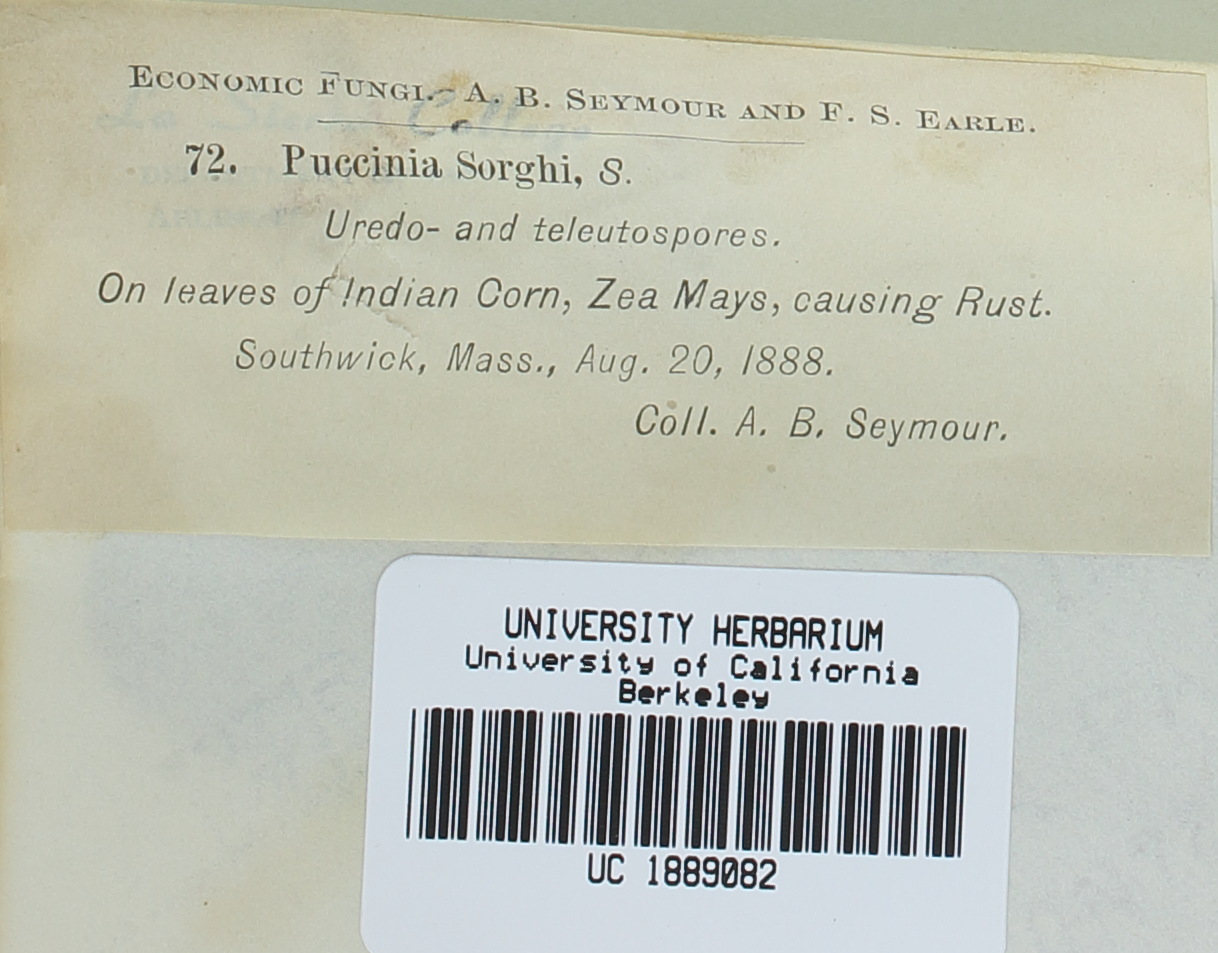 Economic Fungi.- A. B. Seymour and F. S. Earle.
72. Puccinia Sorghi, S.
Uredo- and teleutospores.
On leaves of Indian Corn, Zea Mays, causing Rust.
Southwick, Mass., Aug. 20, 1888.
Coll. A. B. Seymour.
UNIVERSITY HERBARIUM
University of California
Berkeley
UC 1889082